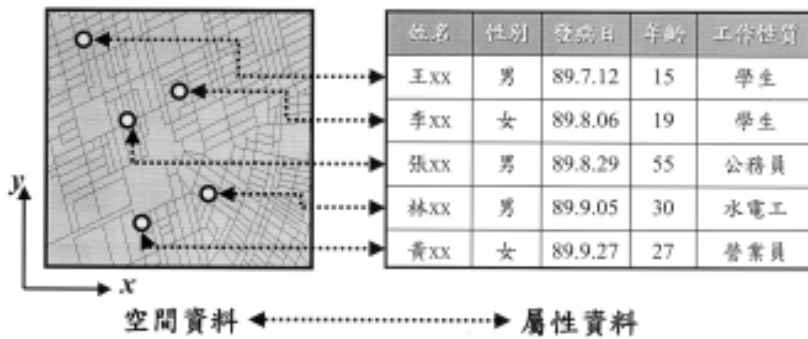 姓名 性別 發病日 年齡 工作性質
王xx 男 89.7.12 15 學生
李xx 女 89.8.06 19 學生
張xx 男 89.8.29 55 公務員
林xx 男 89.9.05 30 水電工
黃xx 女 89.9.27 27 營業員
y
x
空間資料 屬性資料